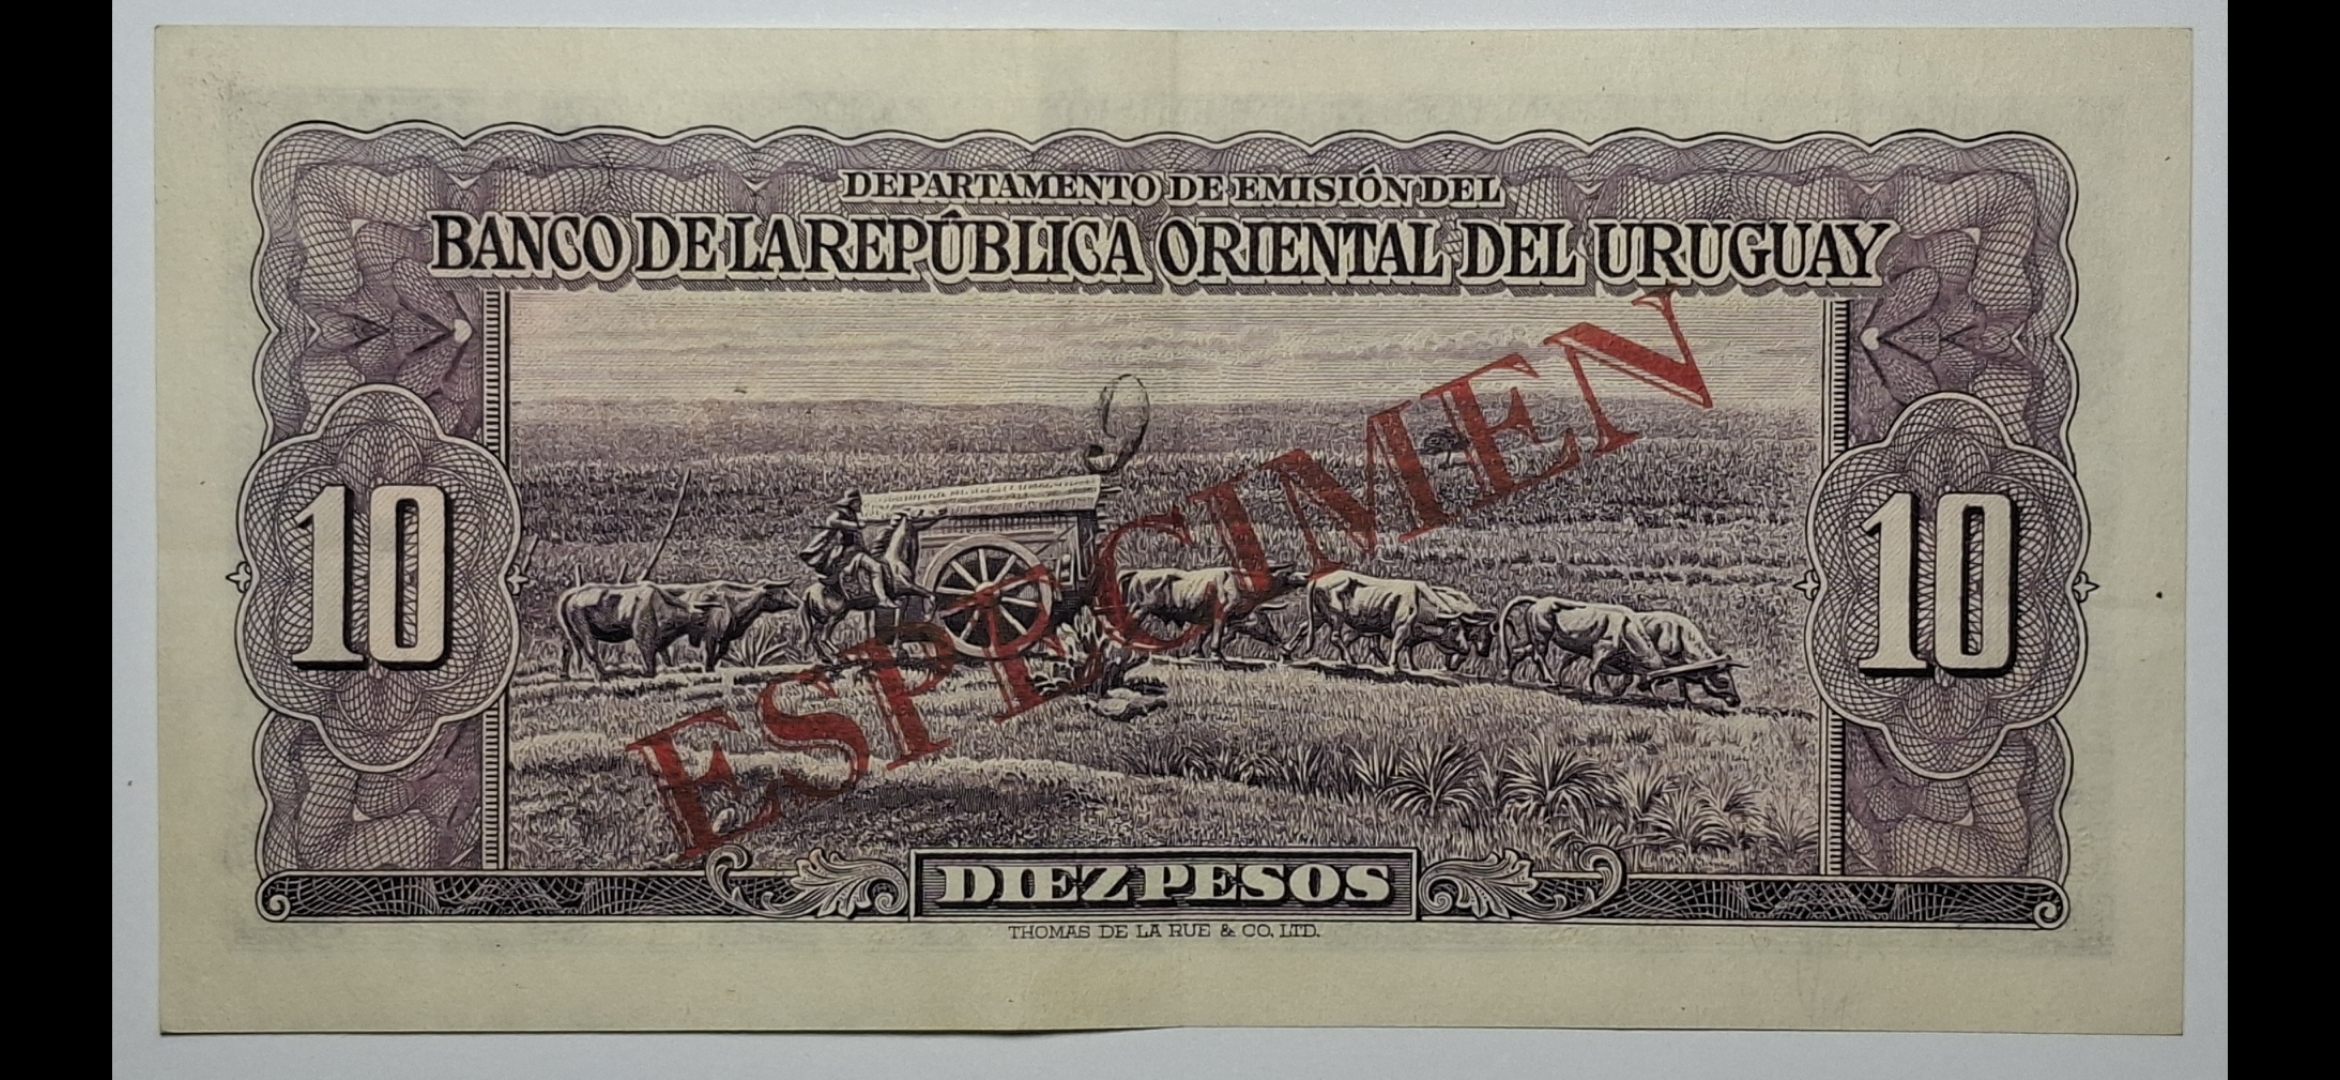 DEPARTAMENTO DE EMISIÓN DEL
BANCO DE LA REPÚBLICA ORIENTAL DEL URUGUAY
ESPECIMEN
10
10
DIEZ PESOS
THOMAS DE LA RUE & CO, LTD.